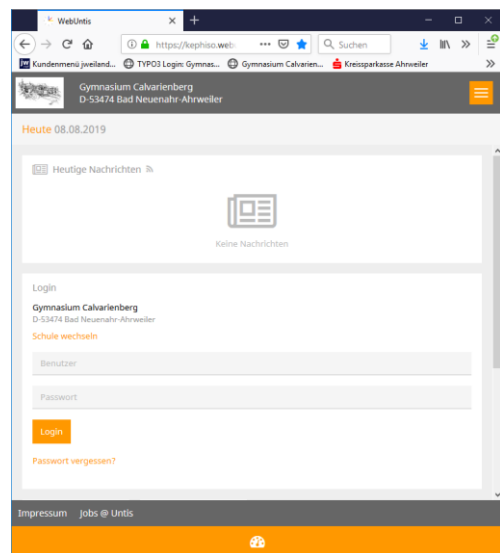 WebUntis
https://kephiso.web
Suchen
Kundenmenü jweiland...
TYPO3 Login: Gymnas...
Gymnasium Calvarien...
Kreissparkasse Ahrweiler
Gymnasium Calvarienberg
D-53474 Bad Neuenahr-Ahrweiler
Heute 08.08.2019
Heutige Nachrichten
Keine Nachrichten
Login
Gymnasium Calvarienberg
D-53474 Bad Neuenahr-Ahrweiler
Schule wechseln
Benutzer
Passwort
Login
Passwort vergessen?
Impressum Jobs @ Untis